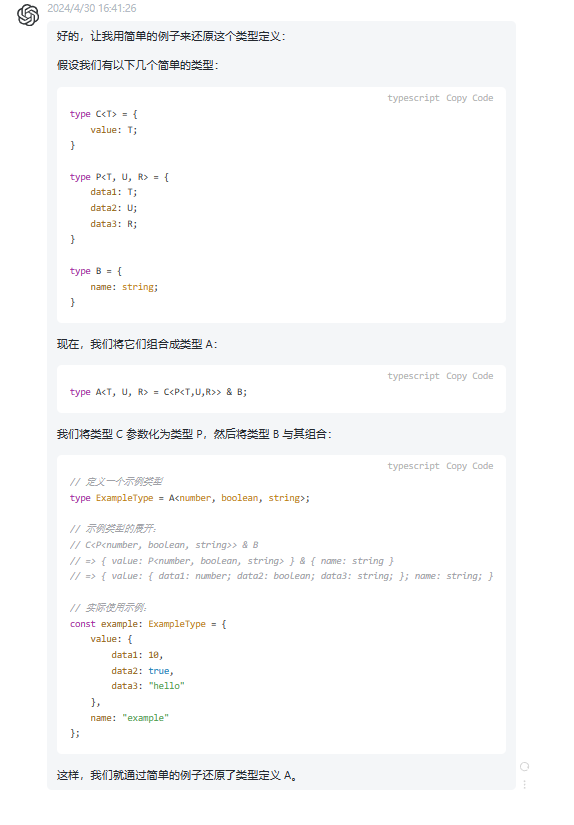 2024/4/30 16:41:26
好的，让我用简单的例子来还原这个类型定义：
假设我们有以下几个简单的类型：
typescript Copy Code
type C<T> = {
    value: T;
}
type P<T, U, R> = {
    data1: T;
    data2: U;
    data3: R;
}
type B = {
    name: string;
}
现在，我们将它们组合成类型 A：
typescript Copy Code
type A<T, U, R> = C<P<T,U,R>> & B;
我们将类型 C 参数化为类型 P，然后将类型 B 与其组合：
typescript Copy Code
// 定义一个示例类型
type ExampleType = A<number, boolean, string>;
// 示例类型的展开：
// C<P<number, boolean, string>> & B
// => { value: P<number, boolean, string> } & { name: string }
// => { value: { data1: number; data2: boolean; data3: string; }; name: string; }
// 实际使用示例：
const example: ExampleType = {
    value: {
        data1: 10,
        data2: true,
        data3: "hello"
    },
    name: "example"
};
这样，我们就通过简单的例子还原了类型定义 A。